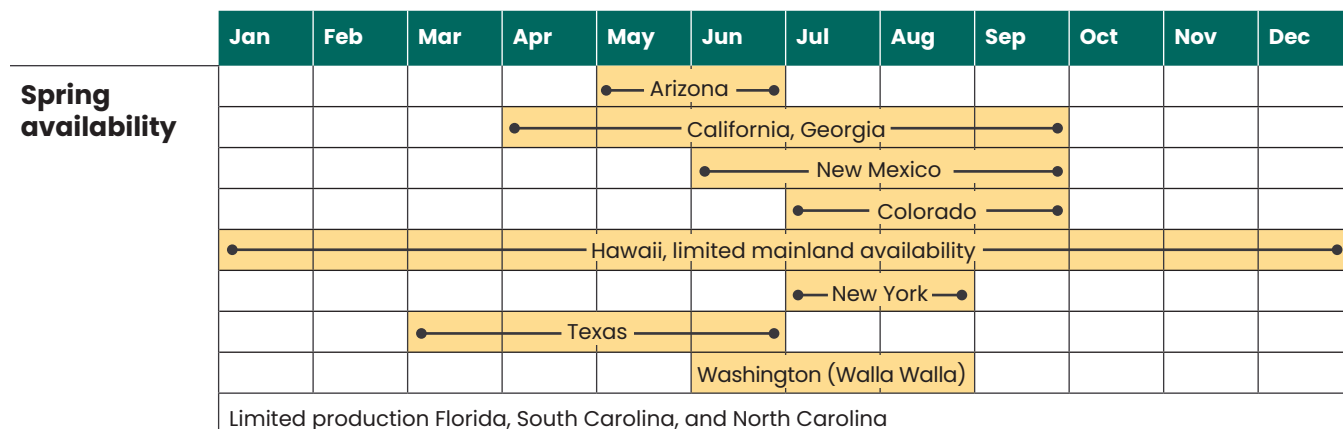 Jan Feb Mar Apr May Jun Jul Aug Sep Oct Nov Dec
Spring
availability
Arizona
California, Georgia
New Mexico
Colorado
Hawaii, limited mainland availability
New York
Texas
Washington (Walla Walla)
Limited production Florida, South Carolina, and North Carolina